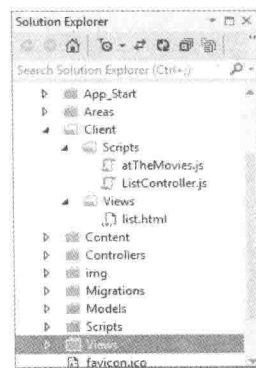 Solution Explorer
Search Solution Explorer (Ctrl+;)
App_Start
Areas
Client
Scripts
atTheMovies.js
ListController.js
Views
list.html
Content
Controllers
img
Migrations
Models
Scripts
Views
favicon.ico